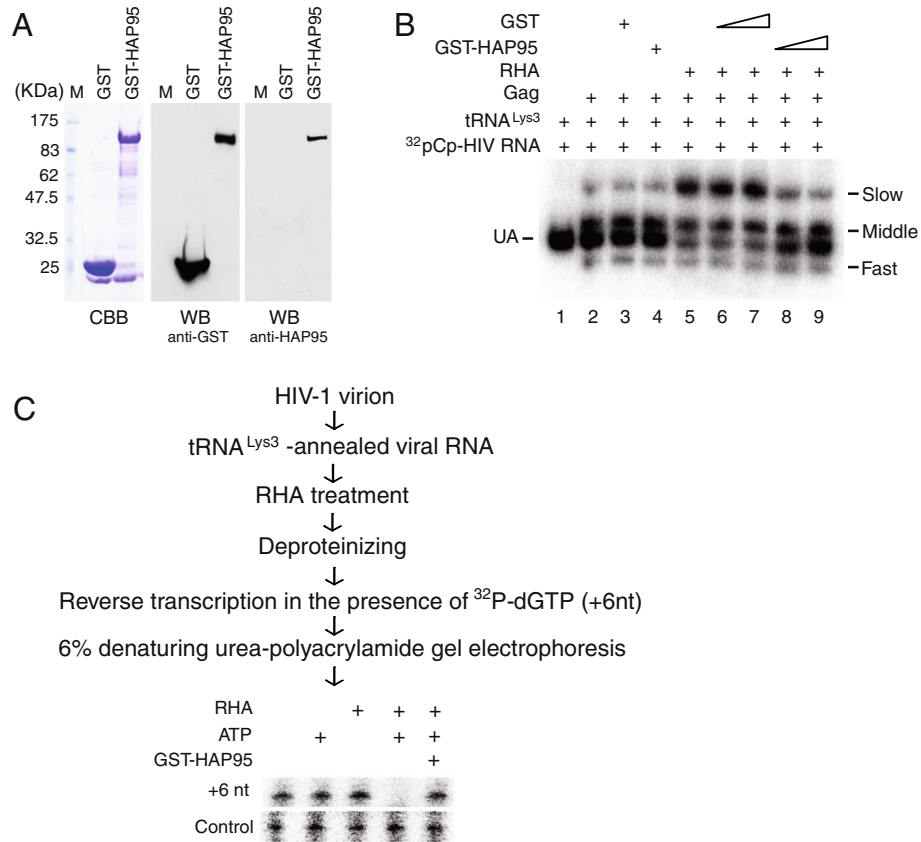 A
GST
GST-HAP95
GST
GST-HAP95
GST
GST-HAP95
(KDa) M M M
175
83
62
47.5
32.5
25
CBB
WB
anti-GST
WB
anti-HAP95
B
GST + 
GST-HAP95 +
RHA + + + + +
Gag + + + + + + + +
tRNA^Lys3 + + + + + + + + +
32pCp-HIV RNA + + + + + + + + +
UA
Slow
Middle
Fast
1 2 3 4 5 6 7 8 9
C
HIV-1 virion
↓
tRNA^Lys3 -annealed viral RNA
↓
RHA treatment
↓
Deproteinizing
↓
Reverse transcription in the presence of 32P-dGTP (+6nt)
↓
6% denaturing urea-polyacrylamide gel electrophoresis
↓
RHA + + +
ATP + + +
GST-HAP95 +
+6 nt
Control